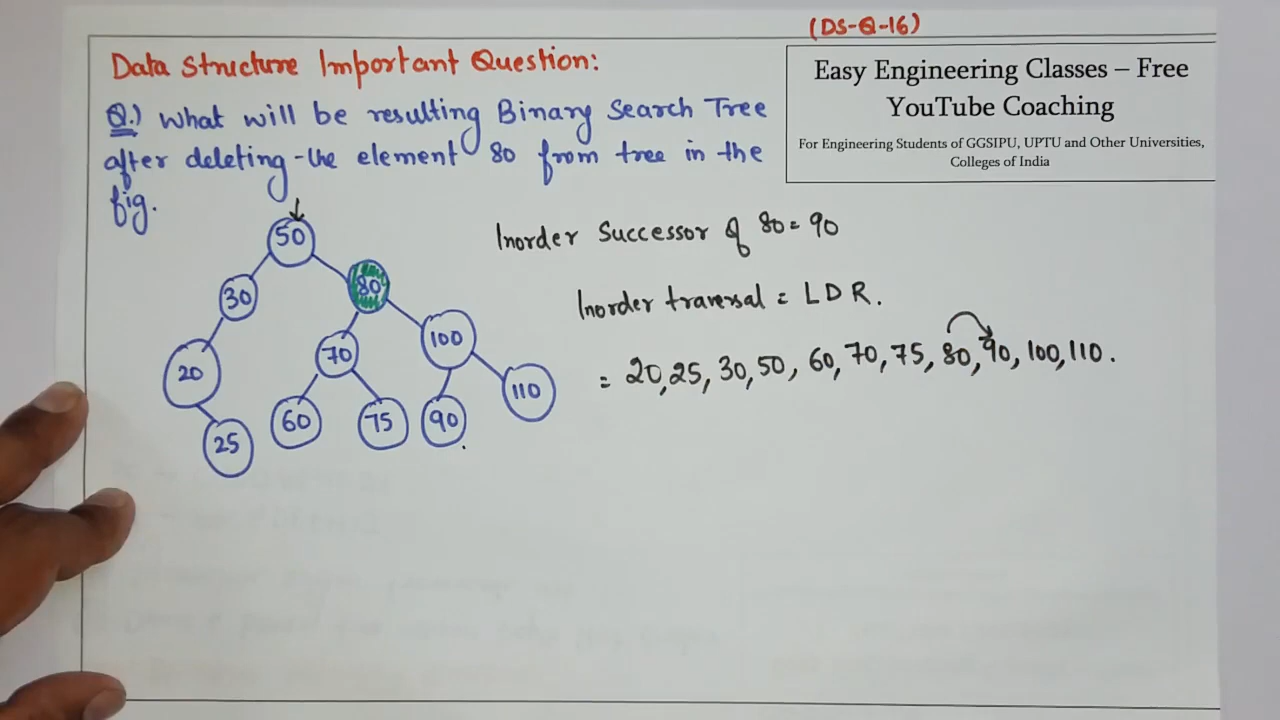 (DS-Q-16)
Data Structure Important Question:
Easy Engineering Classes – Free
YouTube Coaching
For Engineering Students of GGSIPU, UPTU and Other Universities,
Colleges of India
Q.) What will be resulting Binary Search Tree
after deleting the element 80 from tree in the
fig.
50
30
80
20
70
100
25
60
75
90
110
Inorder Successor of 80 = 90
Inorder traversal = L D R.
= 20, 25, 30, 50, 60, 70, 75, 80, 90, 100, 110.